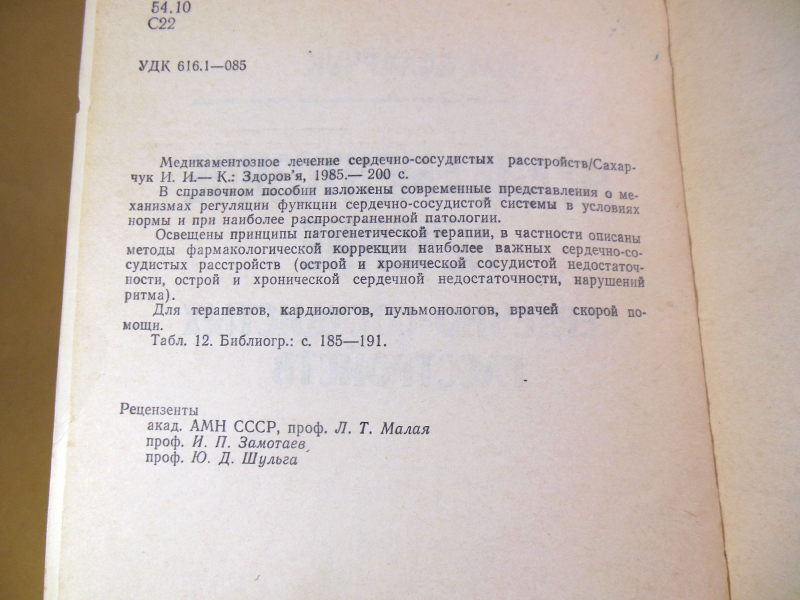 54.10
С22
УДК 616.1—085
Медикаментозное лечение сердечно-сосудистых расстройств/Сахар-
чук И. И.— К.: Здоров'я, 1985.— 200 с.
В справочном пособии изложены современные представления о ме-
ханизмах регуляции функции сердечно-сосудистой системы в условиях
нормы и при наиболее распространенной патологии.
Освещены принципы патогенетической терапии, в частности описаны
методы фармакологической коррекции наиболее важных сердечно-со-
судистых расстройств (острой и хронической сосудистой недостаточ-
ности, острой и хронической сердечной недостаточности, нарушений
ритма).
Для терапевтов, кардиологов, пульмонологов, врачей скорой по-
мощи.
Табл. 12. Библиогр.: с. 185—191.
Рецензенты
акад. АМН СССР, проф. Л. Т. Малая
проф. И. П. Замотаев
проф. Ю. Д. Шульга